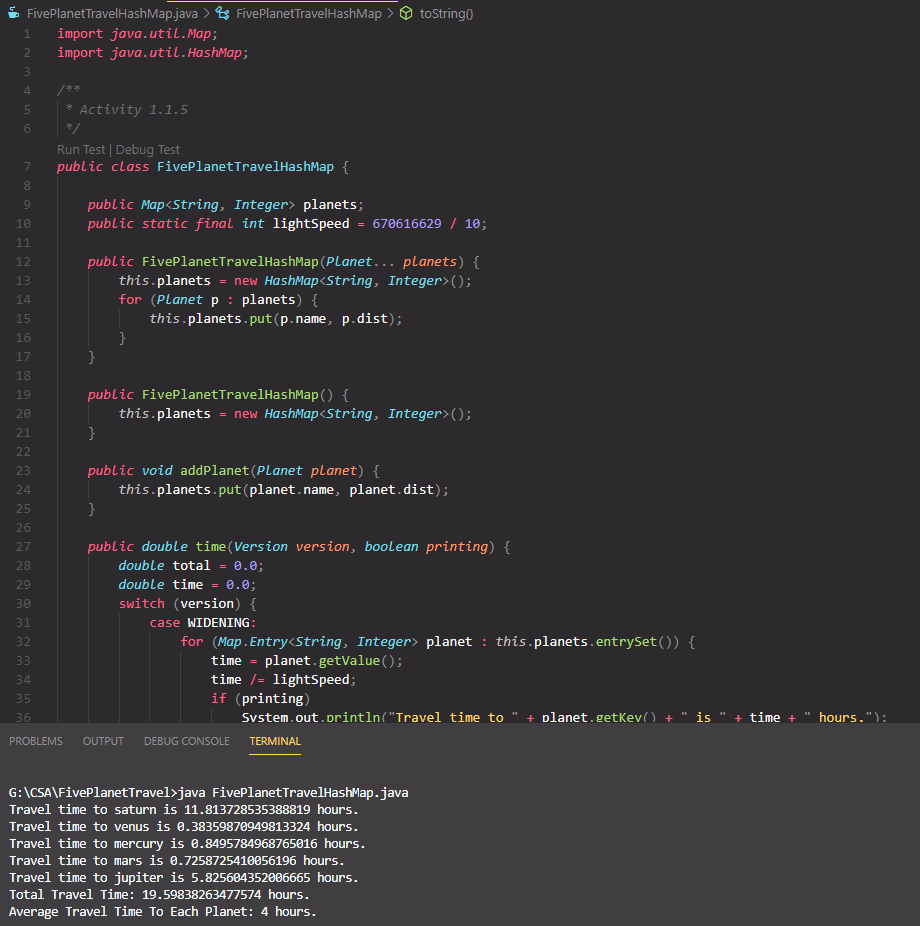 FivePlanetTravelHashMap.java > FivePlanetTravelHashMap > toString()
1 import java.util.Map;
2 import java.util.HashMap;
3
4 /**
5  * Activity 1.1.5
6  */
Run Test | Debug Test
7 public class FivePlanetTravelHashMap {
8
9     public Map<String, Integer> planets;
10     public static final int lightSpeed = 670616629 / 10;
11
12     public FivePlanetTravelHashMap(Planet... planets) {
13         this.planets = new HashMap<String, Integer>();
14         for (Planet p : planets) {
15             this.planets.put(p.name, p.dist);
16         }
17     }
18
19     public FivePlanetTravelHashMap() {
20         this.planets = new HashMap<String, Integer>();
21     }
22
23     public void addPlanet(Planet planet) {
24         this.planets.put(planet.name, planet.dist);
25     }
26
27     public double time(Version version, boolean printing) {
28         double total = 0.0;
29         double time = 0.0;
30         switch (version) {
31             case WIDENING:
32                 for (Map.Entry<String, Integer> planet : this.planets.entrySet()) {
33                     time = planet.getValue();
34                     time /= lightSpeed;
35                     if (printing)
36                         System.out.println("Travel time to " + planet.getKey() + " is " + time + " hours.");
PROBLEMS OUTPUT DEBUG CONSOLE TERMINAL
G:\CSA\FivePlanetTravel>java FivePlanetTravelHashMap.java
Travel time to saturn is 11.813728535388819 hours.
Travel time to venus is 0.38359870949813324 hours.
Travel time to mercury is 0.8495784968765016 hours.
Travel time to mars is 0.7258725410056196 hours.
Travel time to jupiter is 5.825604352006665 hours.
Total Travel Time: 19.59838263477574 hours.
Average Travel Time To Each Planet: 4 hours.